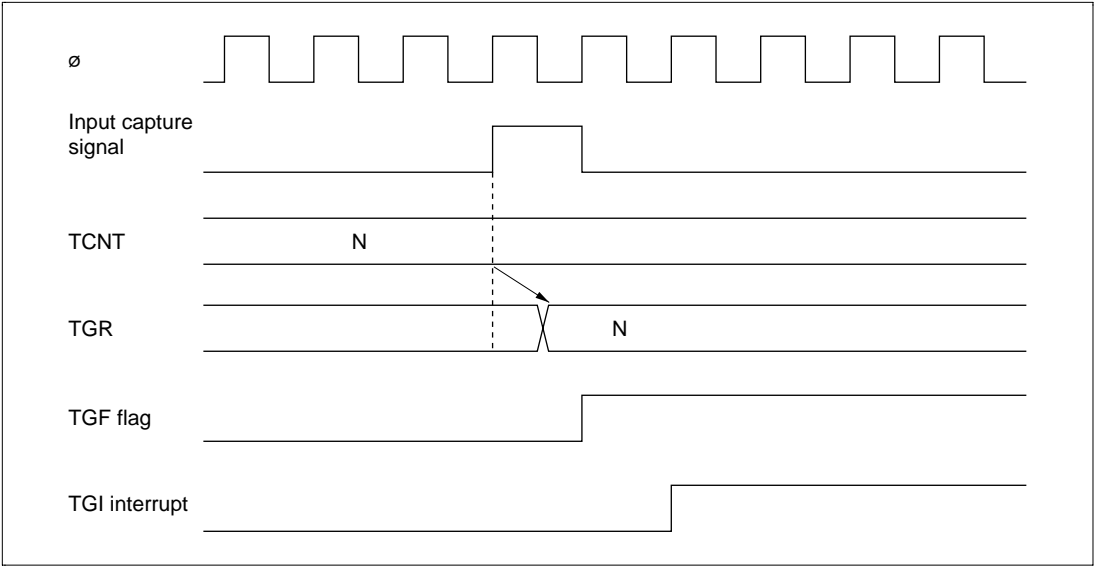 ø
Input capture
signal
TCNT
N
TGR
N
TGF flag
TGI interrupt